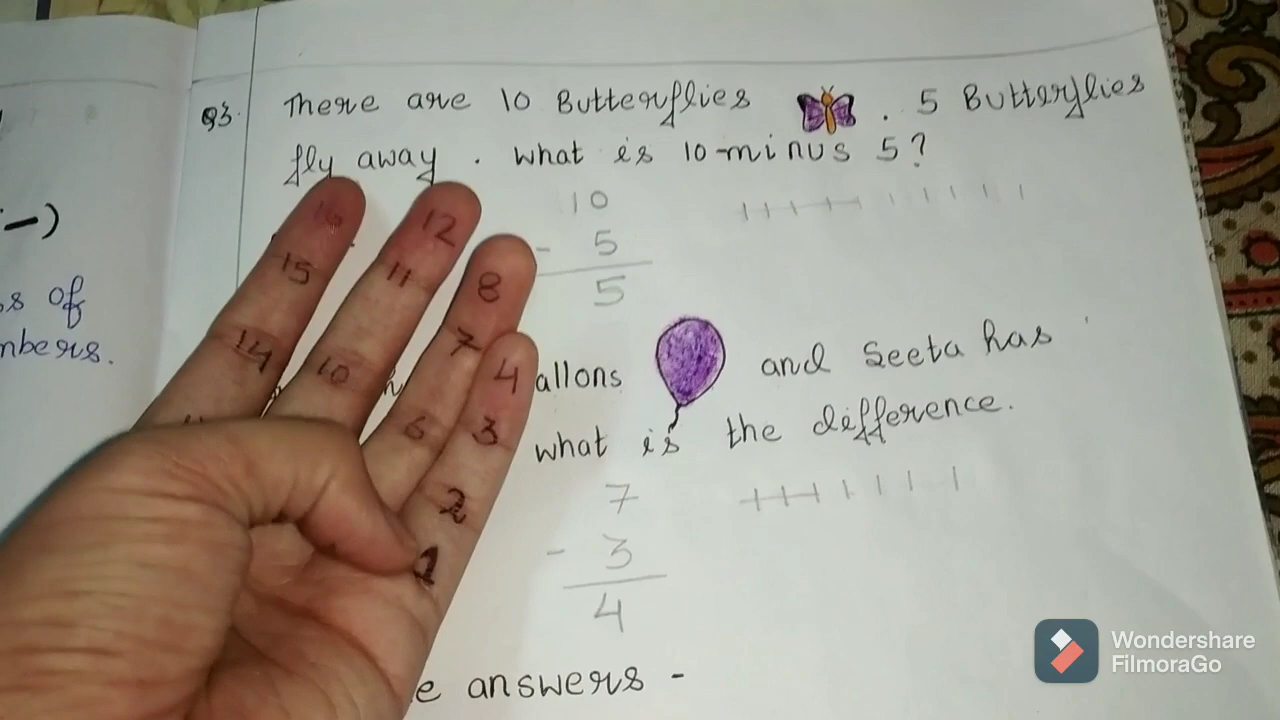 Q3. There are 10 Butterflies . 5 Butterflies
fly away . What is 10 minus 5?
10
- 5
5
allons and Seeta has
what is the difference.
7
- 3
4
e answers -
—)
s of
nbers.
16 12 8 4
15 11 7 3
14 10 6 2
1
Wondershare
FilmoraGo